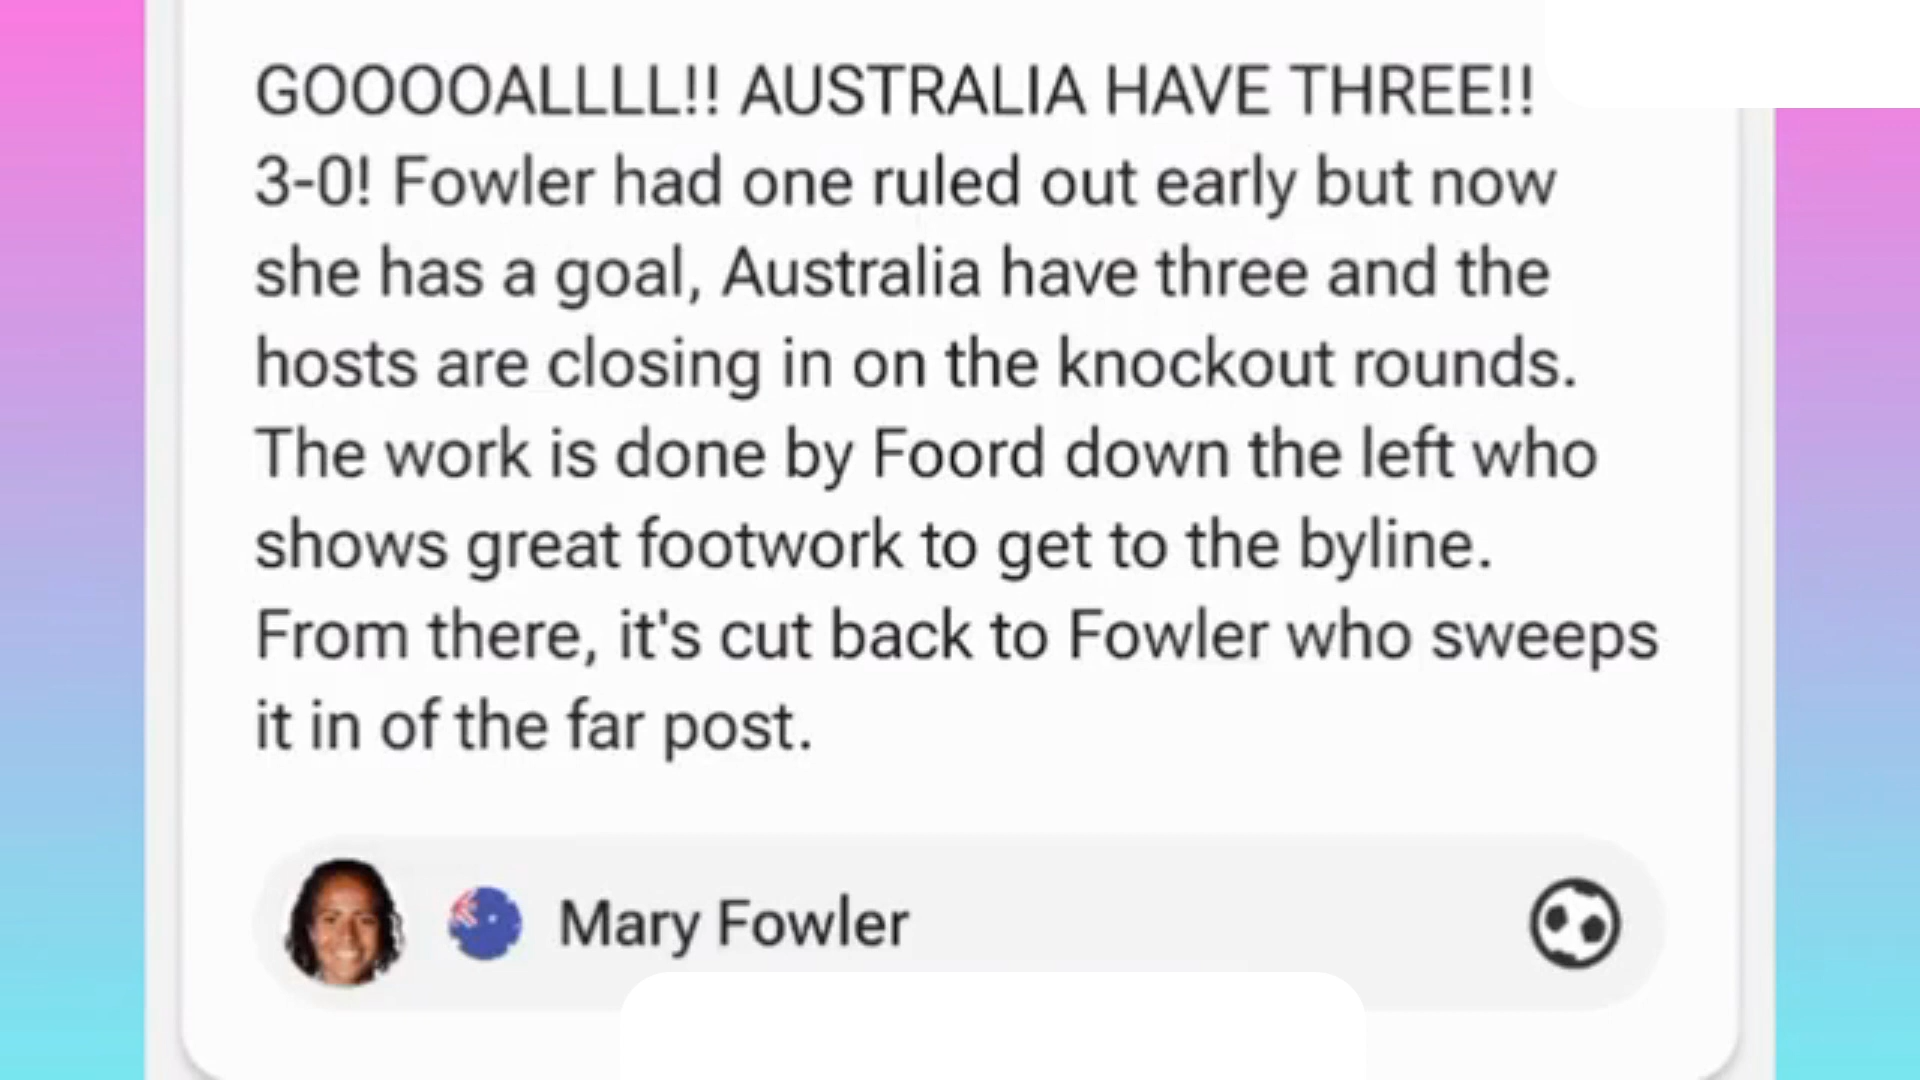 GOOOOALLLL!! AUSTRALIA HAVE THREE!!
3-0! Fowler had one ruled out early but now
she has a goal, Australia have three and the
hosts are closing in on the knockout rounds.
The work is done by Foord down the left who
shows great footwork to get to the byline.
From there, it's cut back to Fowler who sweeps
it in of the far post.
Mary Fowler